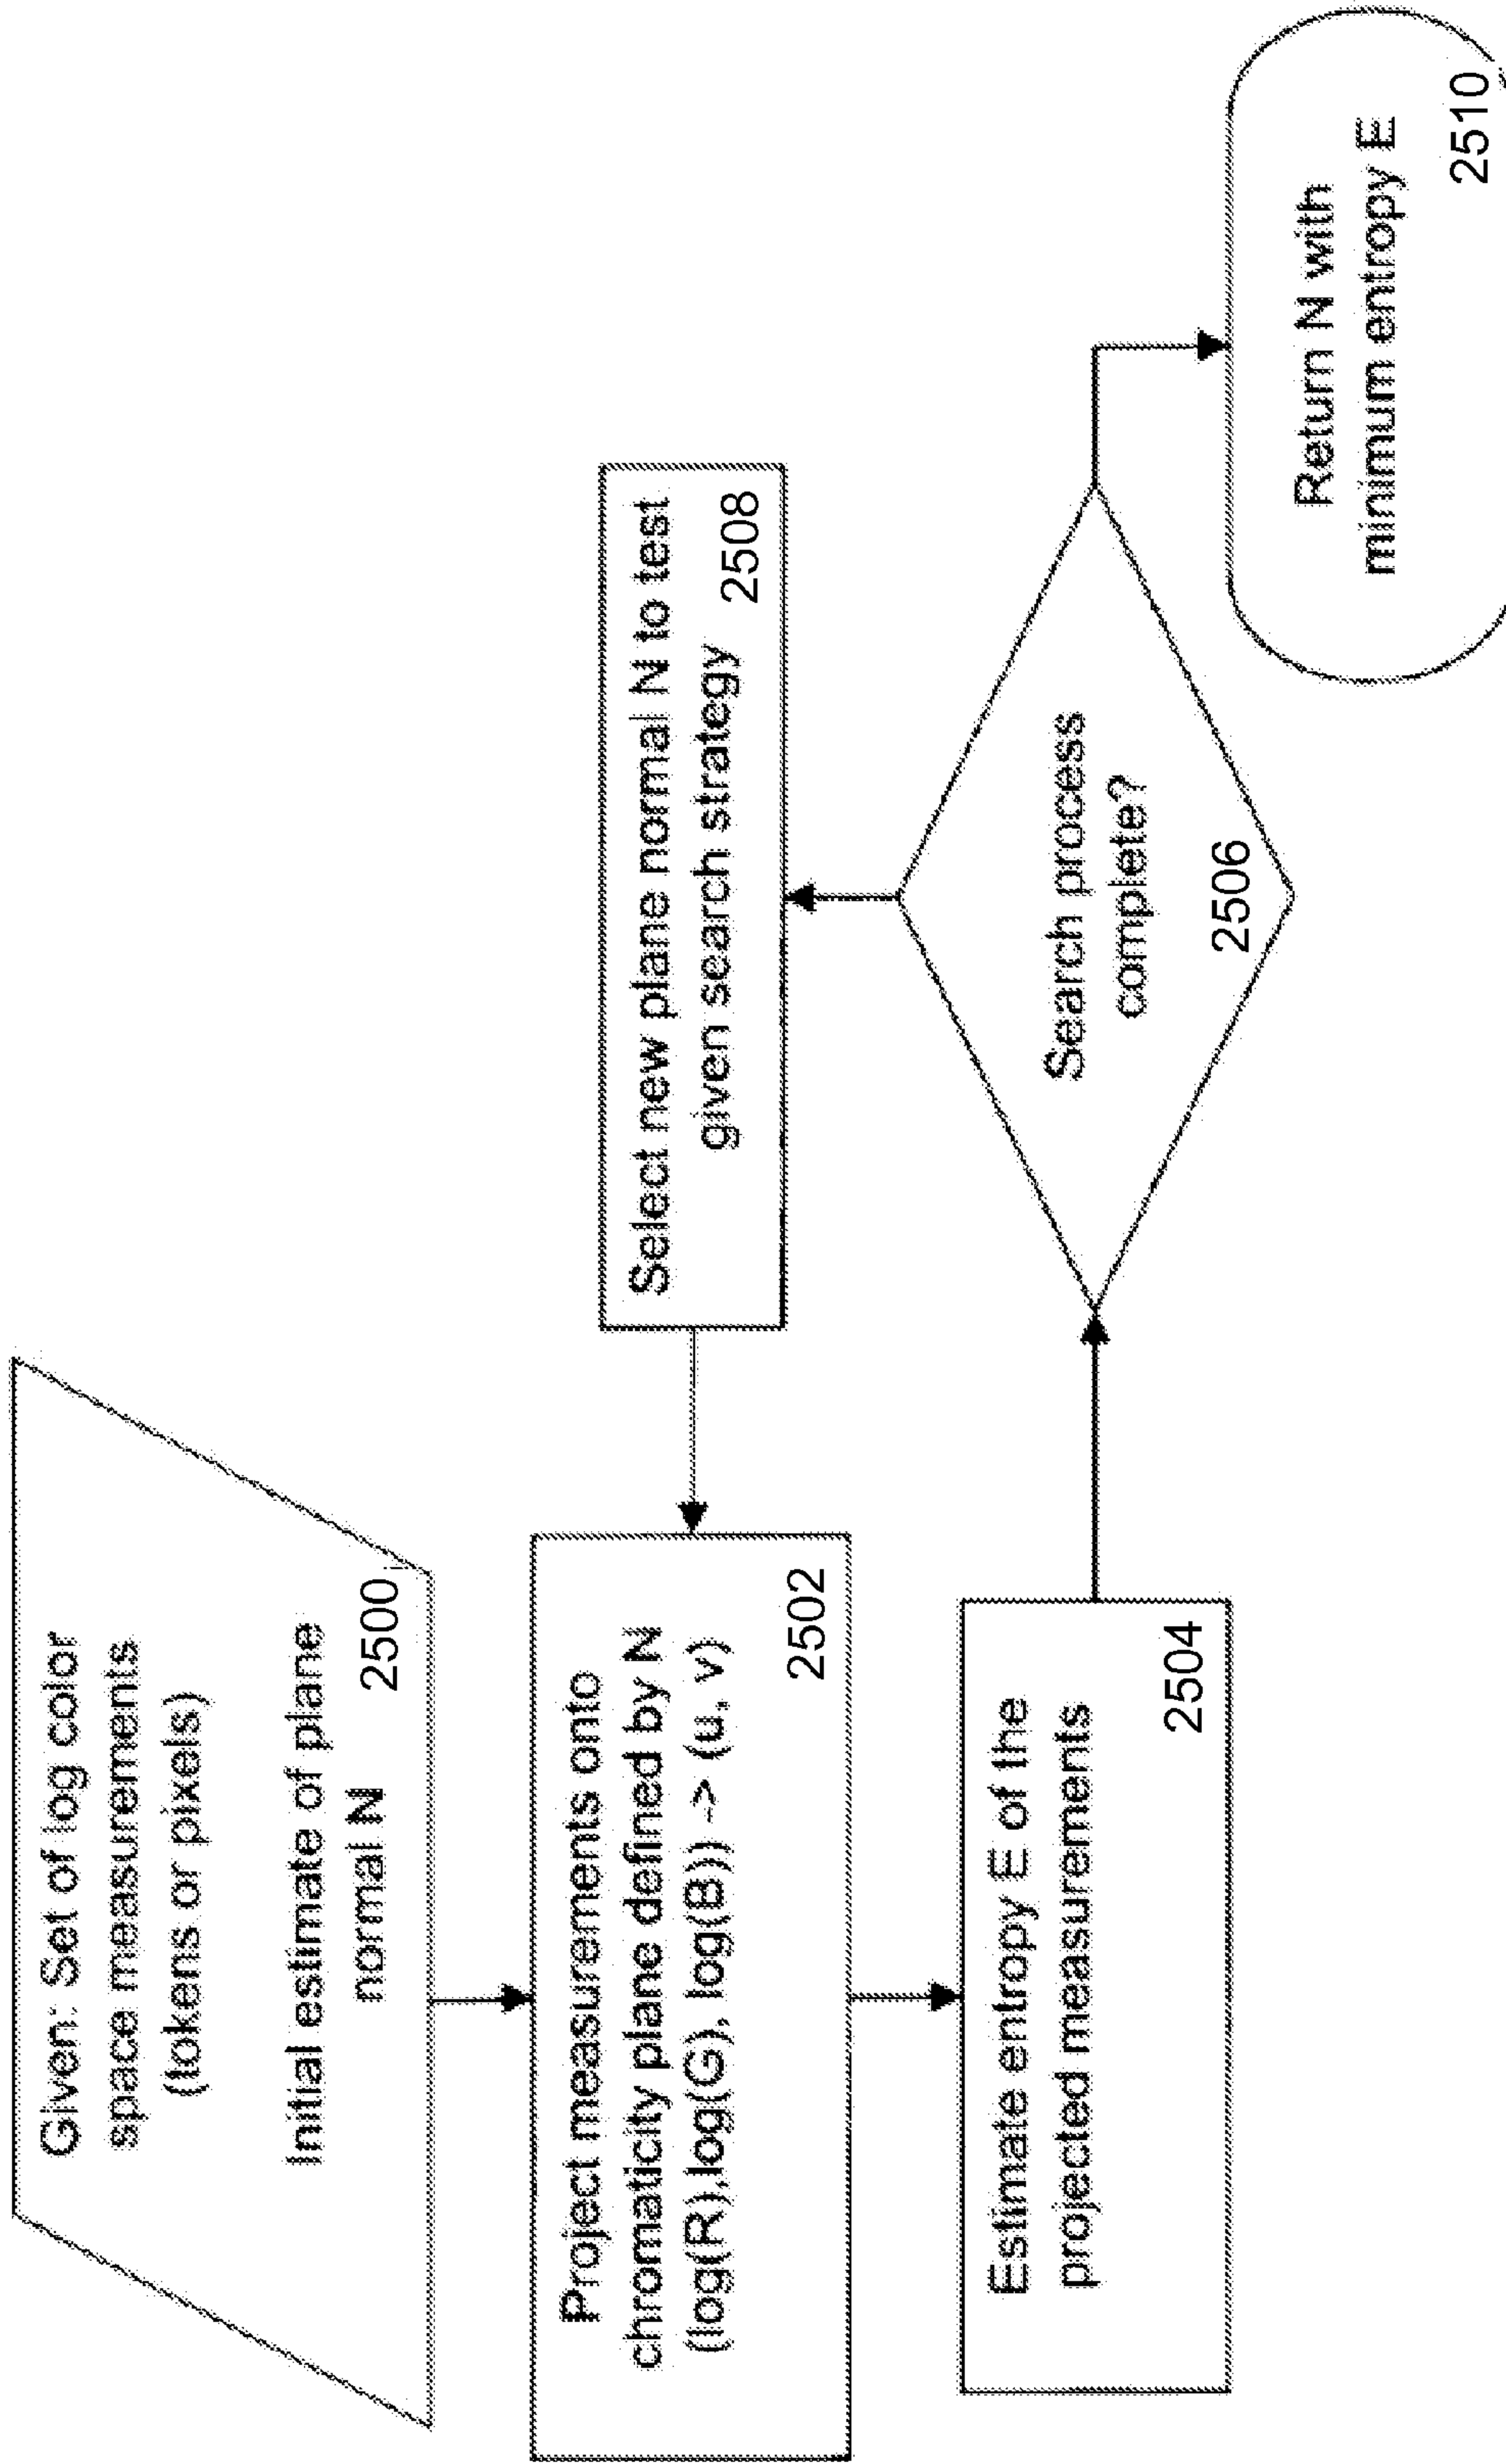 Given: Set of log color
space measurements
(tokens or pixels)
Initial estimate of plane
normal N
2500
Project measurements onto
chromaticity plane defined by N
(log(R),log(G), log(B)) -> (u, v)
2502
Estimate entropy E of the
projected measurements
2504
Search process
complete?
2506
Select new plane normal N to test
given search strategy
2508
Return N with
minimum entropy E
2510